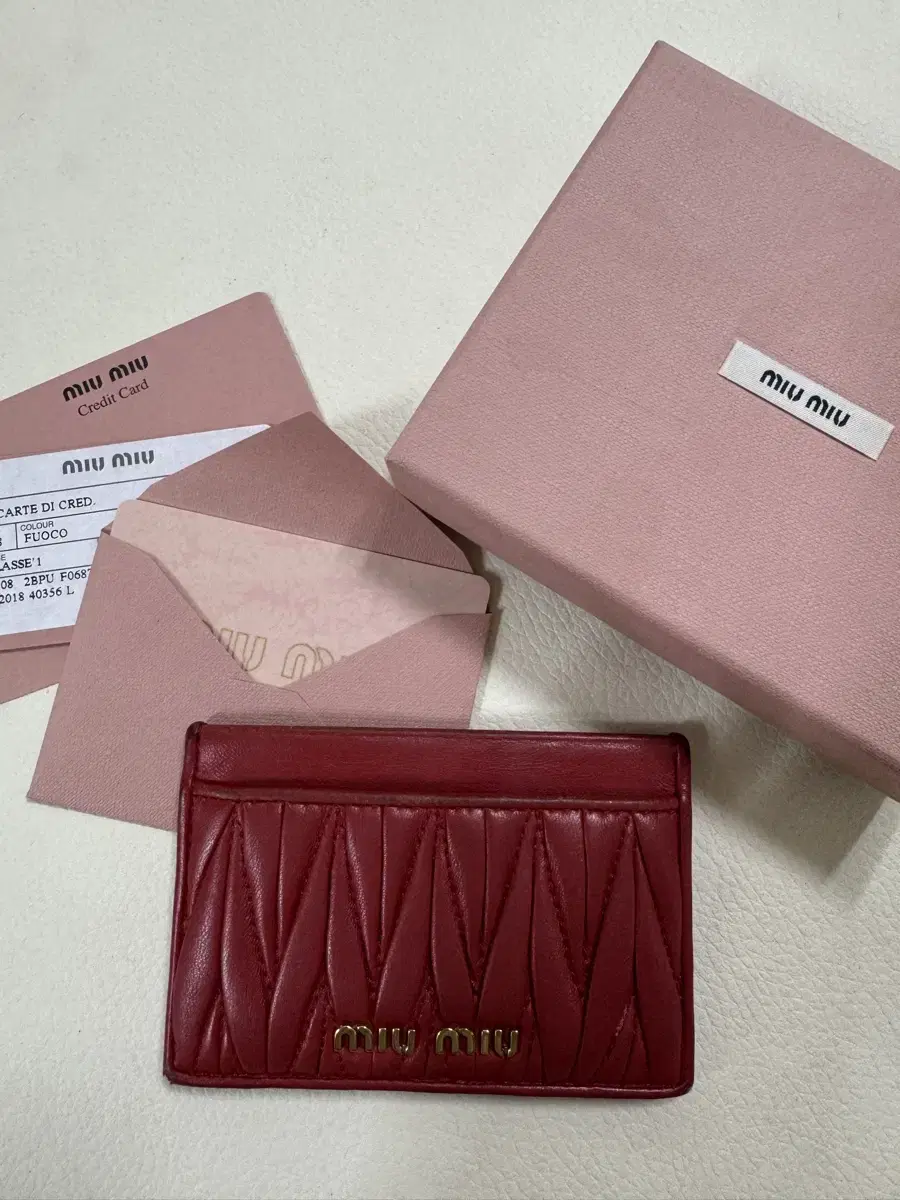 MIU MIU
MIU MIU
Credit Card
MIU MIU
CARTE DI CRED.
COLOUR
FUOCO
LASSE'1
08 2BPU F068
2018 40356 L
MIU MIU
MIU MIU